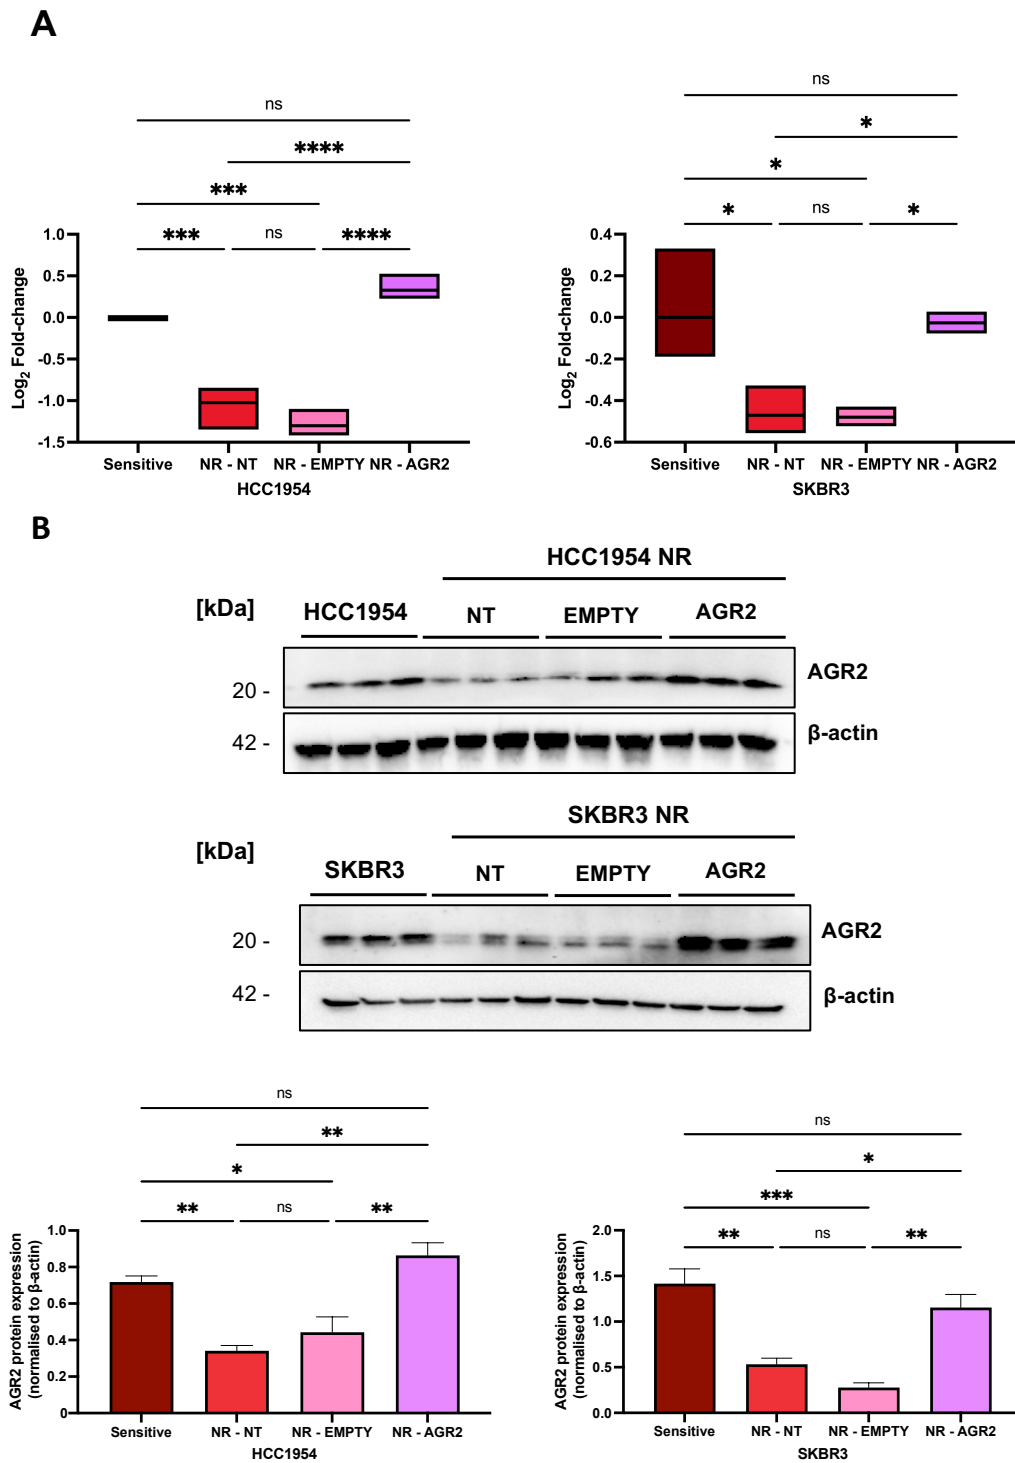 A
ns
****
***
*** ns ****
1.0
0.5
0.0
-0.5
-1.0
-1.5
Log2 Fold-change
Sensitive NR - NT NR - EMPTY NR - AGR2
HCC1954
ns
*
*
* ns *
0.4
0.2
0.0
-0.2
-0.4
-0.6
Log2 Fold-change
Sensitive NR - NT NR - EMPTY NR - AGR2
SKBR3
B
HCC1954 NR
[kDa] HCC1954 NT EMPTY AGR2
20 - AGR2
42 - β-actin
SKBR3 NR
[kDa] SKBR3 NT EMPTY AGR2
20 - AGR2
42 - β-actin
ns
**
*
** ns **
1.0
0.8
0.6
0.4
0.2
0
AGR2 protein expression
(normalised to β-actin)
Sensitive NR - NT NR - EMPTY NR - AGR2
HCC1954
ns
*
***
** ns **
2.0
1.5
1.0
0.5
0.0
AGR2 protein expression
(normalised to β-actin)
Sensitive NR - NT NR - EMPTY NR - AGR2
SKBR3